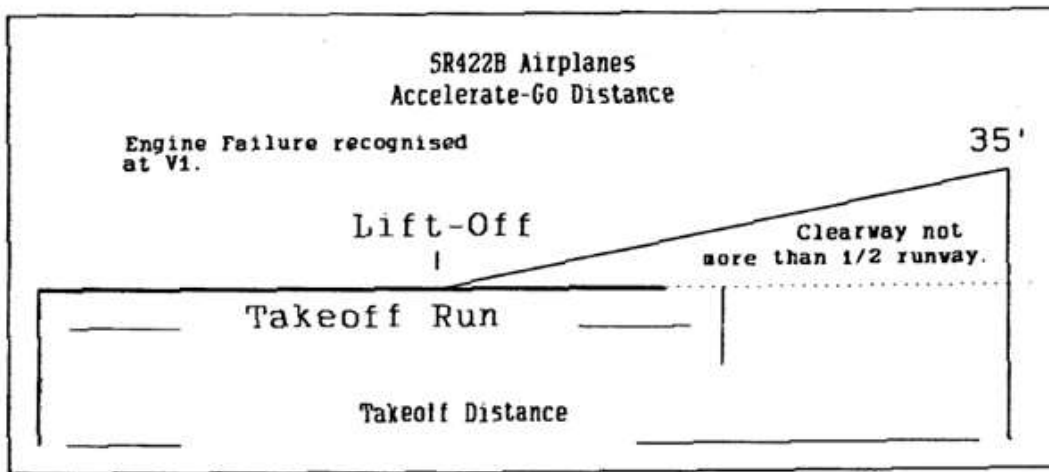 SR422B Airplanes
Accelerate-Go Distance
Engine Failure recognised
at V1.
35'
Lift-Off
Clearway not
more than 1/2 runway.
Takeoff Run
Takeoff Distance